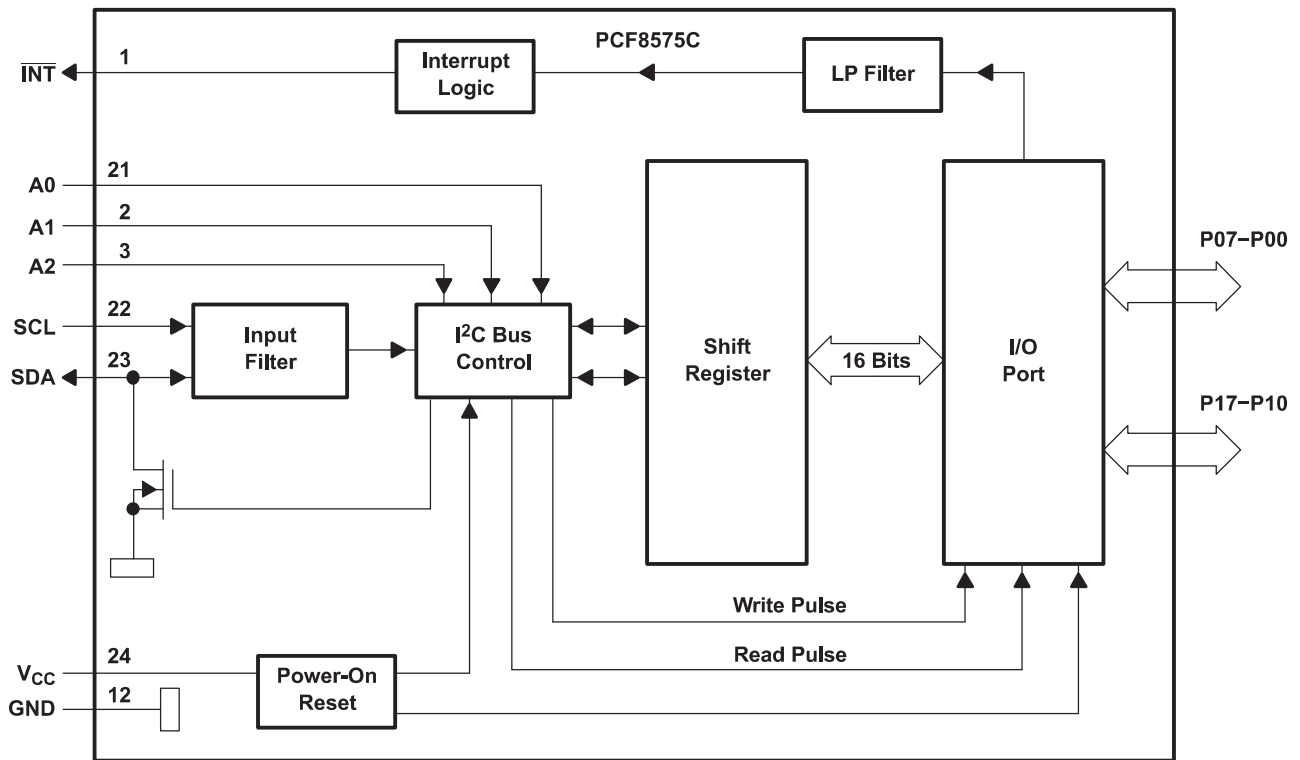 PCF8575C
1
INT
Interrupt
Logic
LP Filter
21
A0
2
A1
3
A2
22
SCL
23
SDA
Input
Filter
I²C Bus
Control
Shift
Register
16 Bits
I/O
Port
P07–P00
P17–P10
Write Pulse
Read Pulse
24
VCC
12
GND
Power-On
Reset